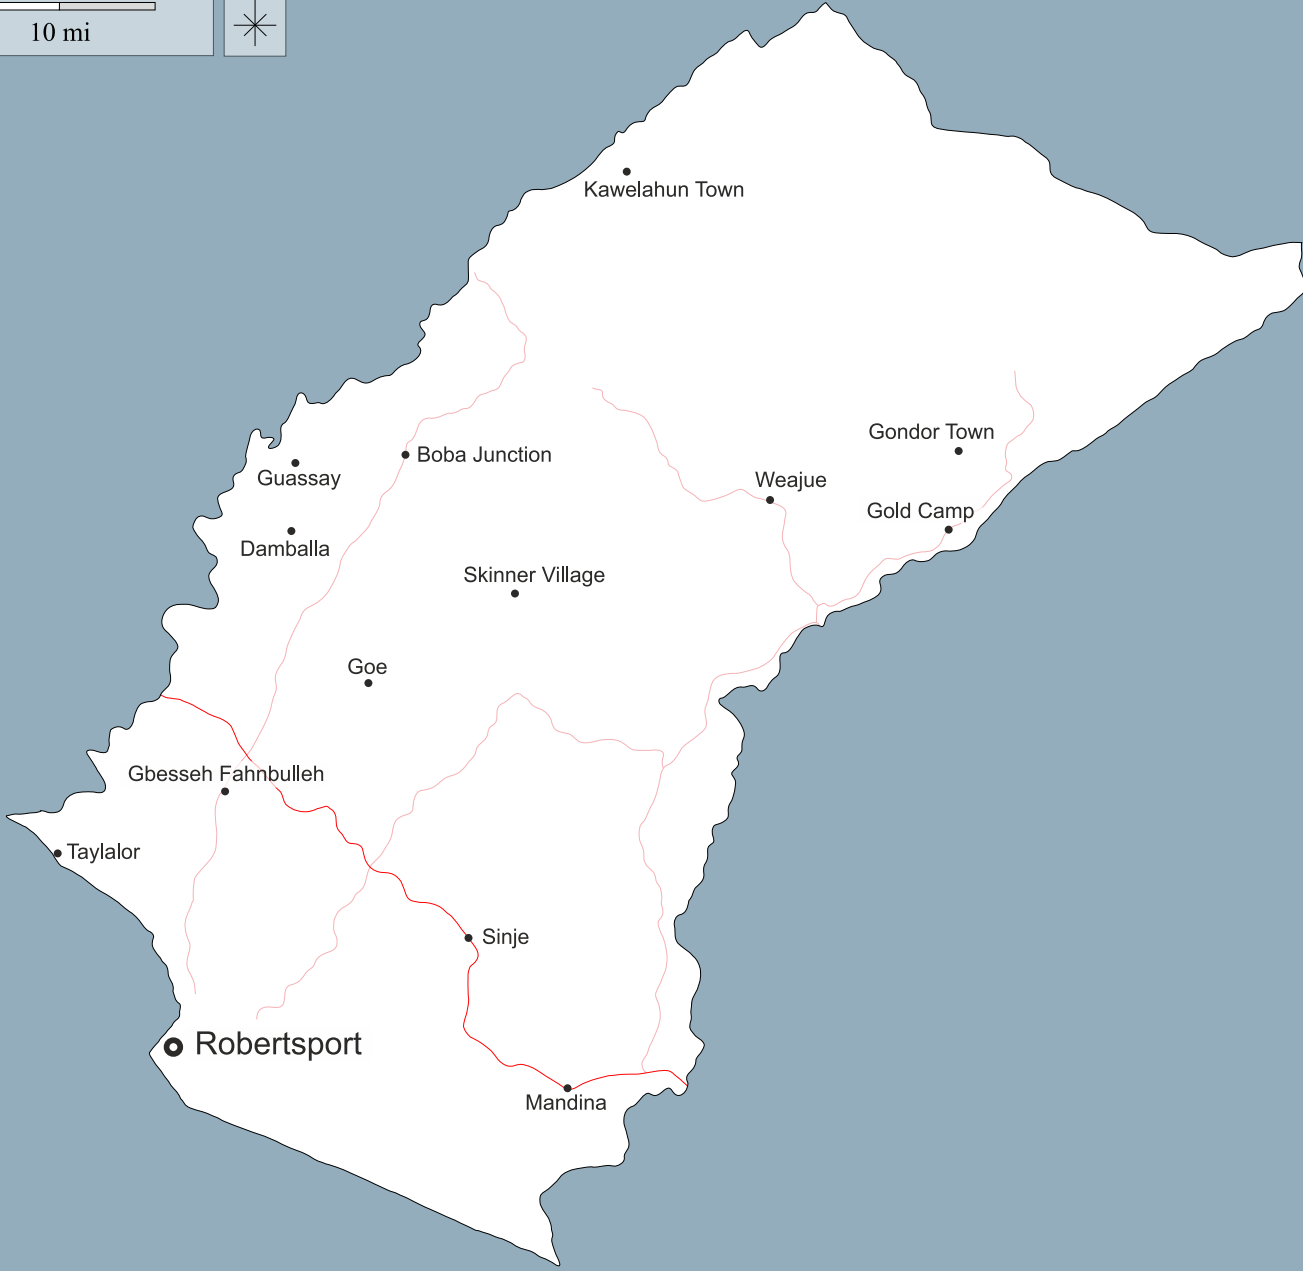 10 mi
Kawelahun Town
Gondor Town
Boba Junction
Guassay
Weajue
Gold Camp
Damballa
Skinner Village
Goe
Gbesseh Fahnbulleh
Taylalor
Sinje
Robertsport
Mandina